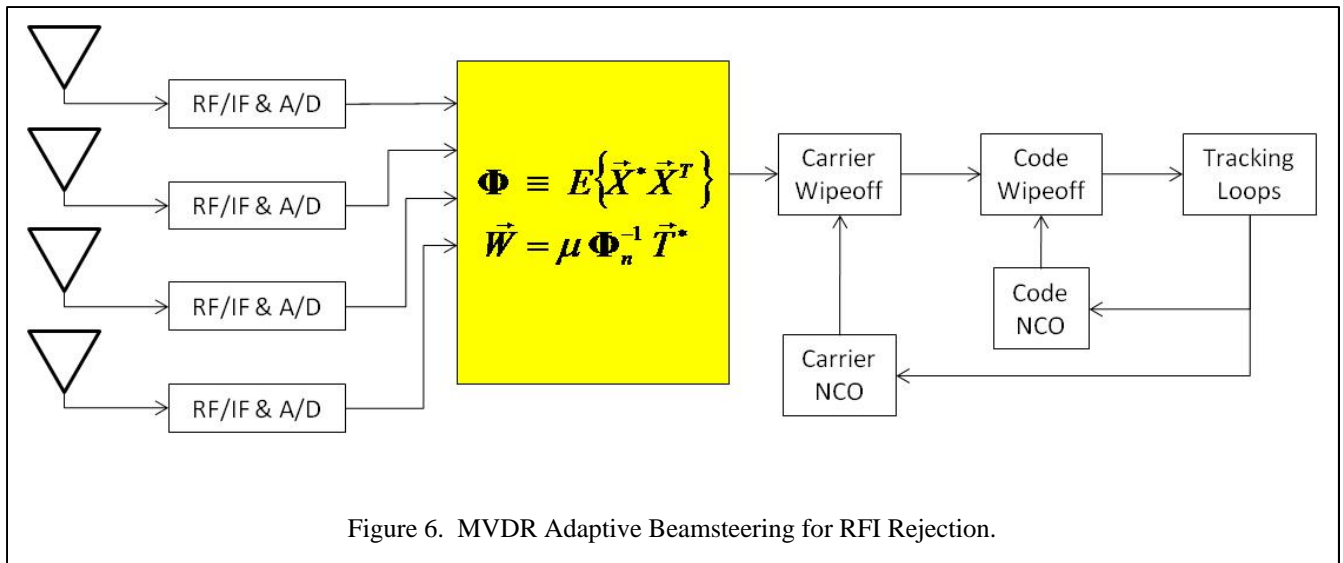 RF/IF & A/D
RF/IF & A/D
RF/IF & A/D
RF/IF & A/D
𝚽 ≡ E{X⃗* X⃗ᵀ}
W⃗ = μ 𝚽ₙ⁻¹ T⃗*
Carrier
Wipeoff
Code
Wipeoff
Tracking
Loops
Code
NCO
Carrier
NCO
Figure 6. MVDR Adaptive Beamsteering for RFI Rejection.